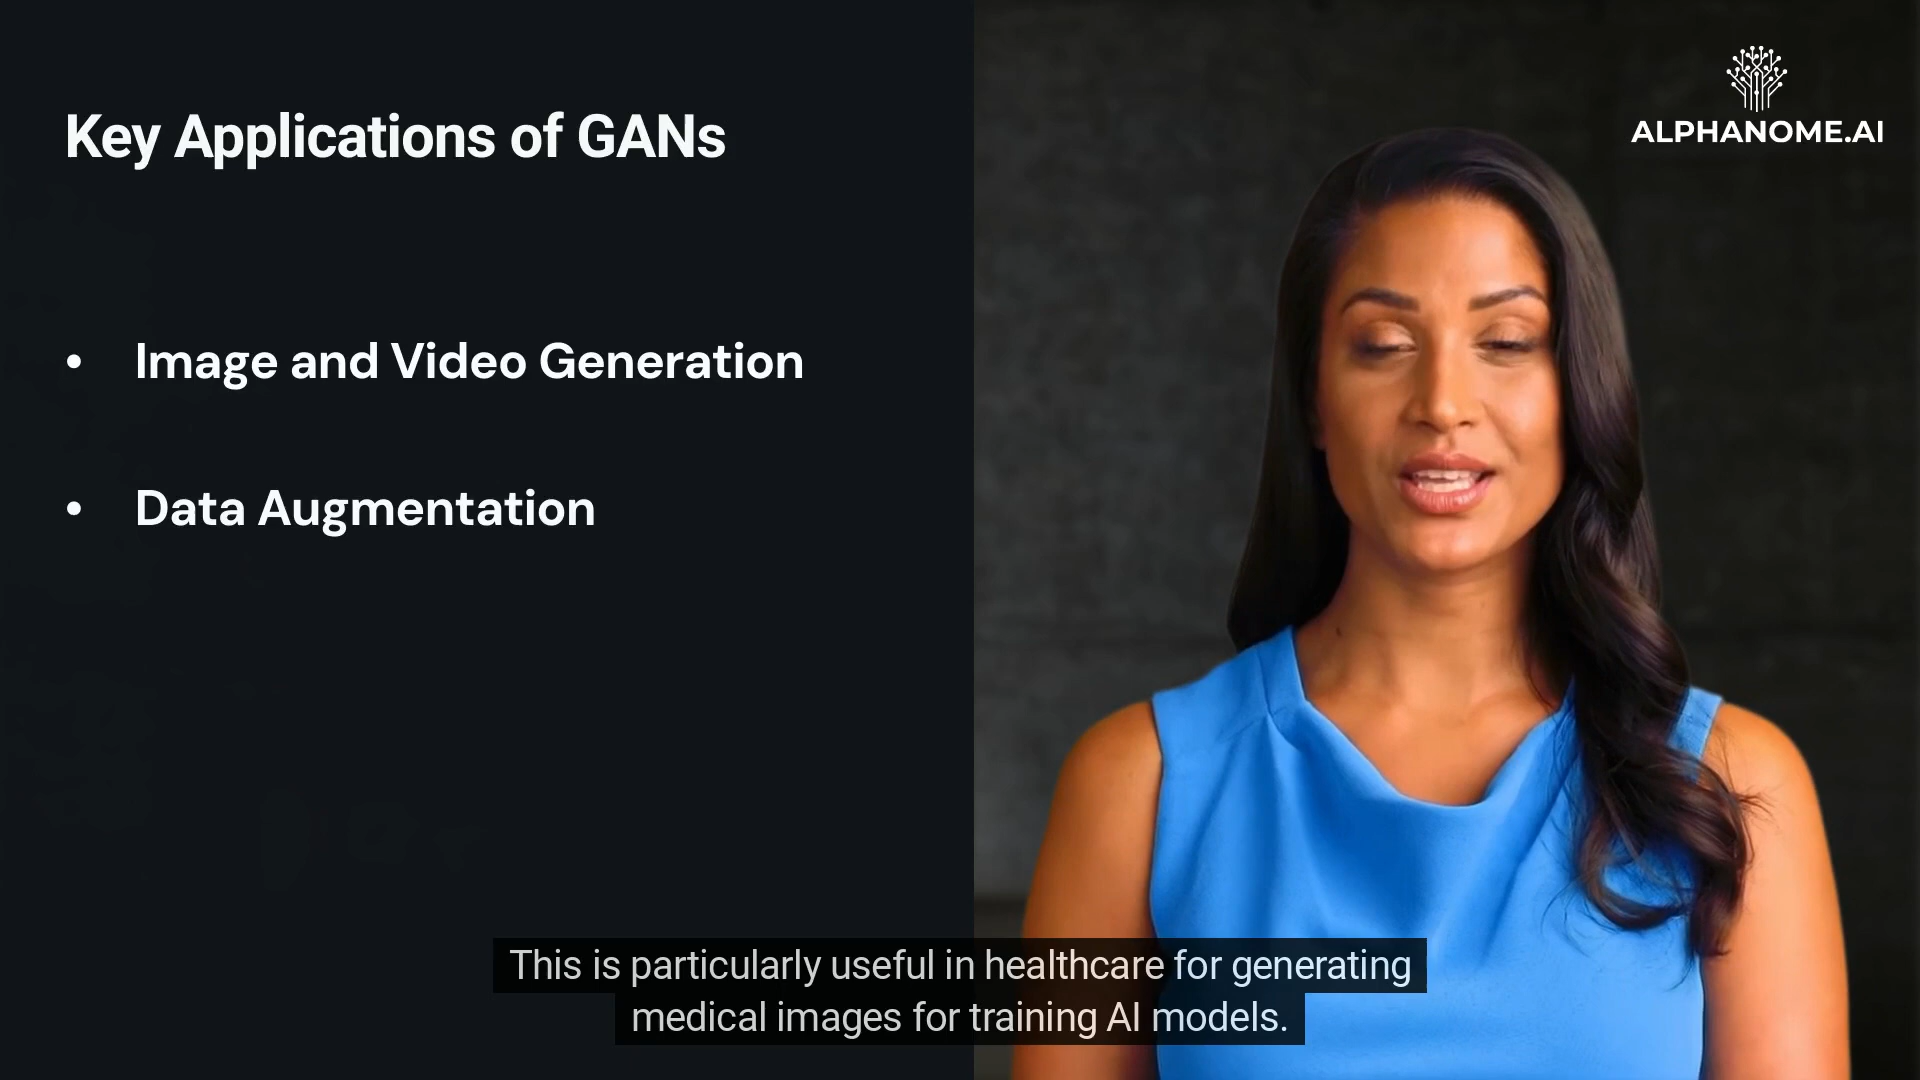 Key Applications of GANs
ALPHANOME.AI
• Image and Video Generation
• Data Augmentation
This is particularly useful in healthcare for generating
medical images for training AI models.